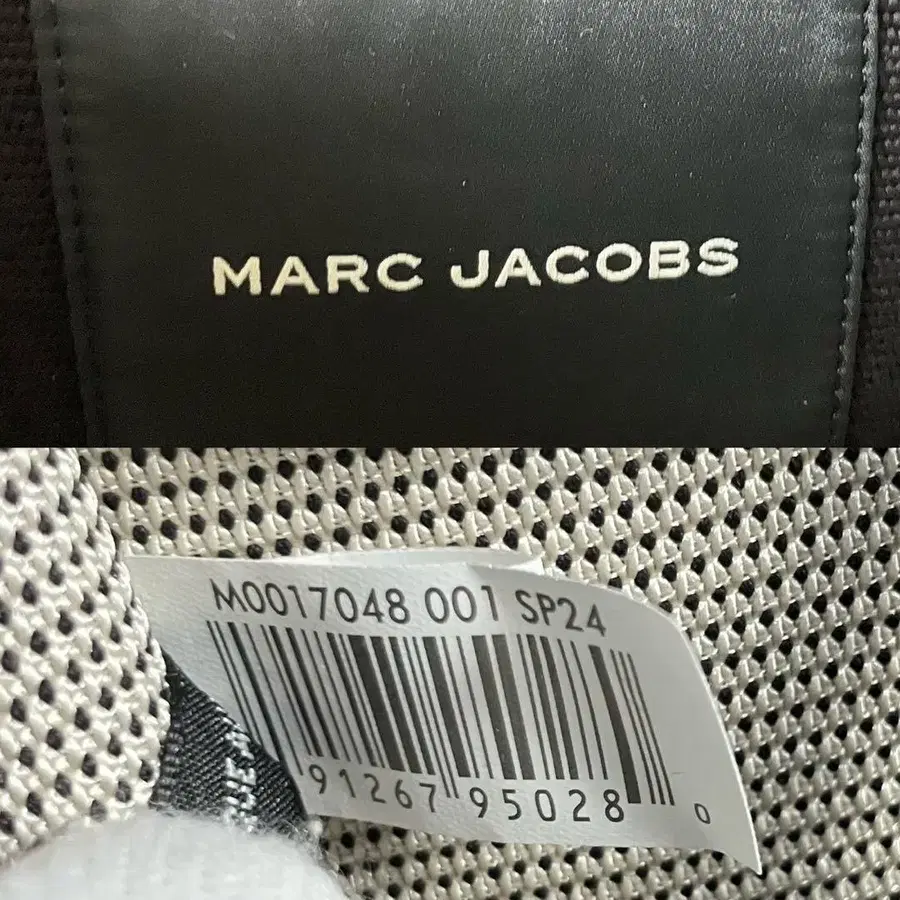 MARC JACOBS
M0017048 001 SP24
91267 95028 0